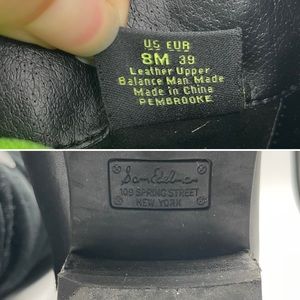 US EUR
8M 39
Leather Upper
Balance Man Made
Made in China
PEMBROOKE
Sam Edelman
109 SPRING STREET
NEW YORK